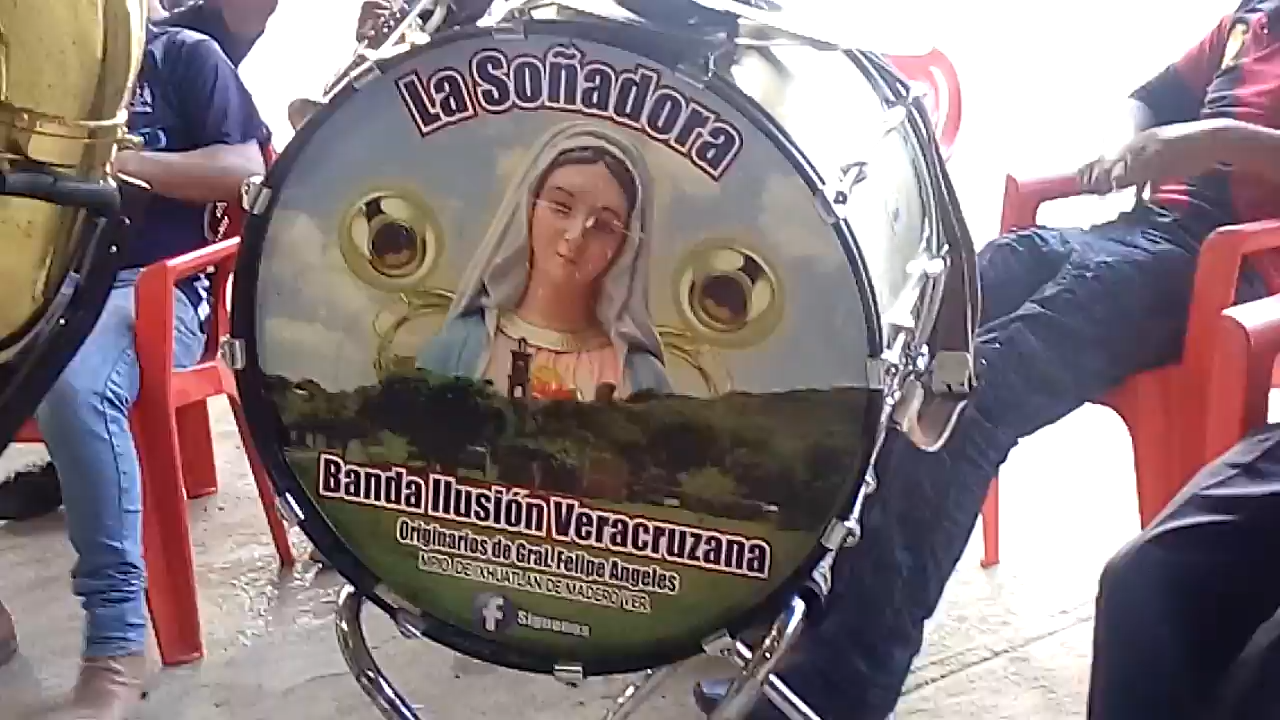 La Soñadora
Banda Ilusión Veracruzana
Originarios de Gral. Felipe Angeles
MPIO. DE IXHUATLAN DE MADERO VER.
f Siguenos